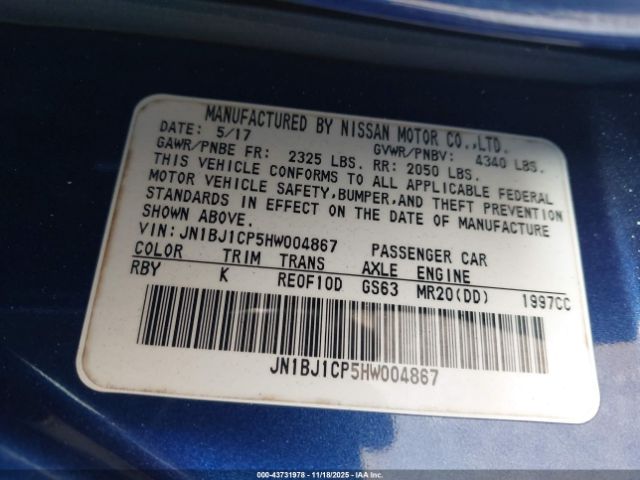 MANUFACTURED BY NISSAN MOTOR CO.,LTD.
DATE: 5/17
GAWR/PNBE FR: 2325 LBS. RR: 2050 LBS. GVWR/PNBV: 4340 LBS.
THIS VEHICLE CONFORMS TO ALL APPLICABLE FEDERAL
MOTOR VEHICLE SAFETY,BUMPER,AND THEFT PREVENTION
STANDARDS IN EFFECT ON THE DATE OF MANUFACTURE
SHOWN ABOVE.
VIN: JN1BJ1CP5HW004867 PASSENGER CAR
COLOR TRIM TRANS AXLE ENGINE
RBY K RE0F10D GS63 MR20(DD) 1997CC
JN1BJ1CP5HW004867
000-43731978 - 11/18/2025 - IAA Inc.